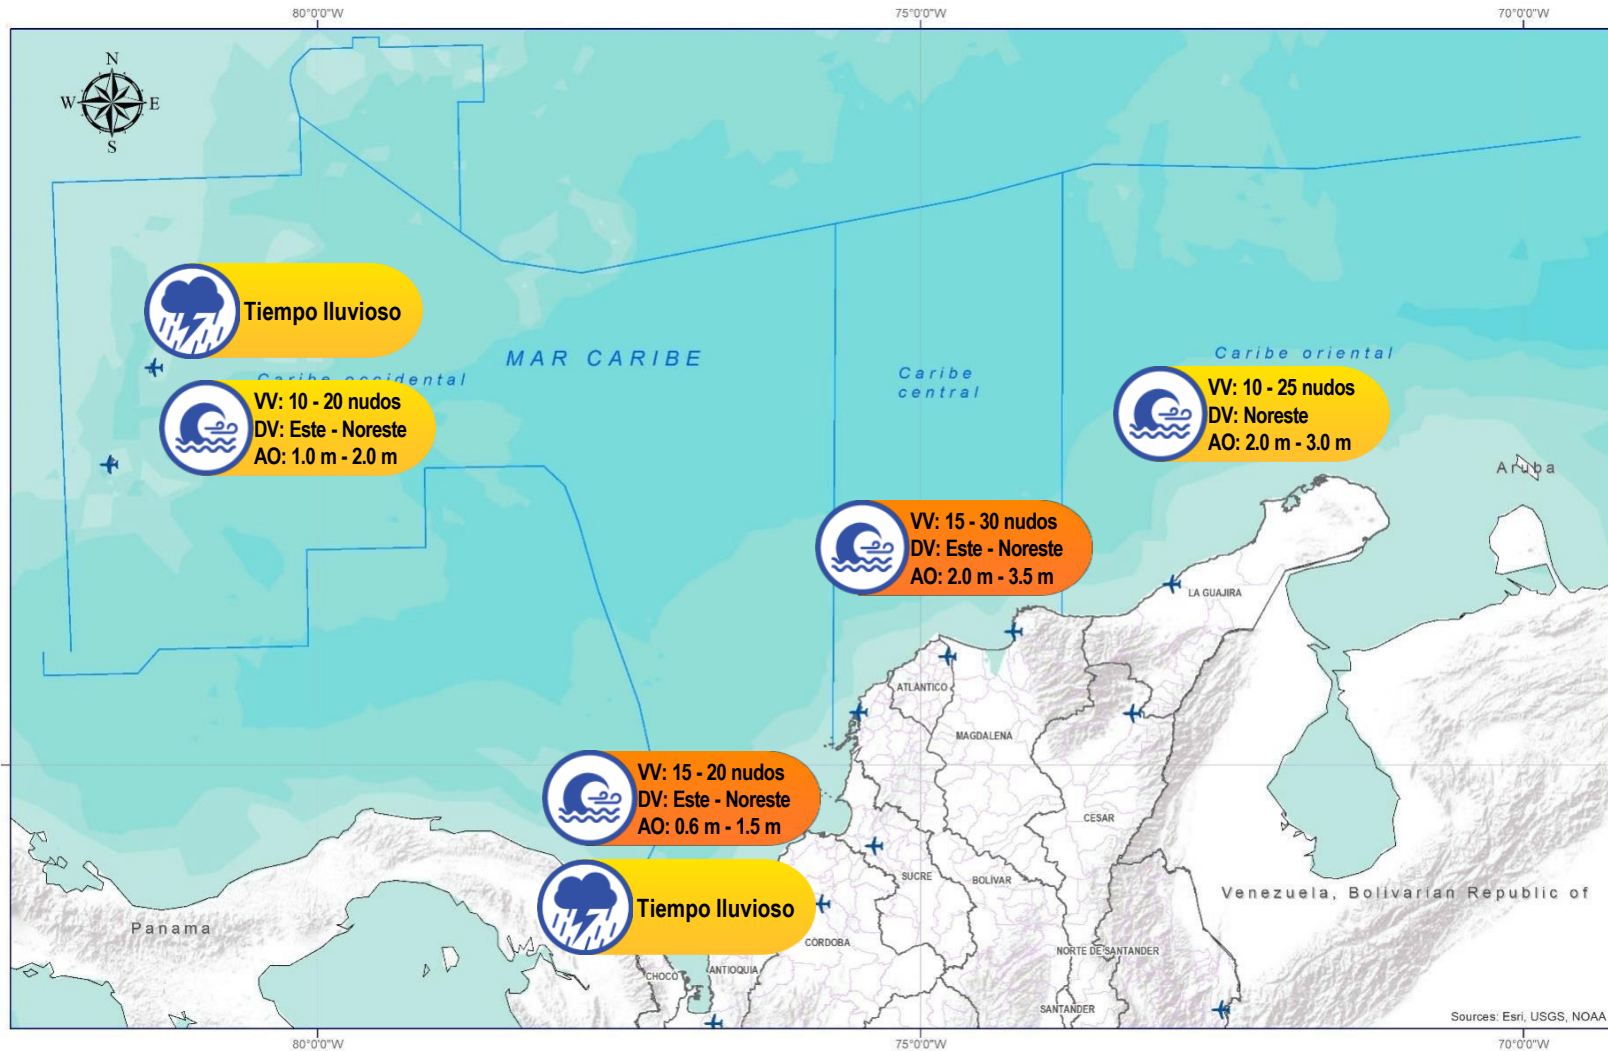 80°0'0"W
75°0'0"W
70°0'0"W
N
W
E
S
Tiempo lluvioso
MAR CARIBE
Caribe occidental
Caribe
central
Caribe oriental
VV: 10 - 20 nudos
DV: Este - Noreste
AO: 1.0 m - 2.0 m
VV: 10 - 25 nudos
DV: Noreste
AO: 2.0 m - 3.0 m
Aruba
VV: 15 - 30 nudos
DV: Este - Noreste
AO: 2.0 m - 3.5 m
LA GUAJIRA
ATLÁNTICO
MAGDALENA
VV: 15 - 20 nudos
DV: Este - Noreste
AO: 0.6 m - 1.5 m
CESAR
SUCRE
BOLÍVAR
Venezuela, Bolivarian Republic of
Tiempo lluvioso
Panama
CÓRDOBA
NORTE DE SANTANDER
CHOCÓ
ANTIOQUIA
SANTANDER
Sources: Esri, USGS, NOAA
80°0'0"W
75°0'0"W
70°0'0"W